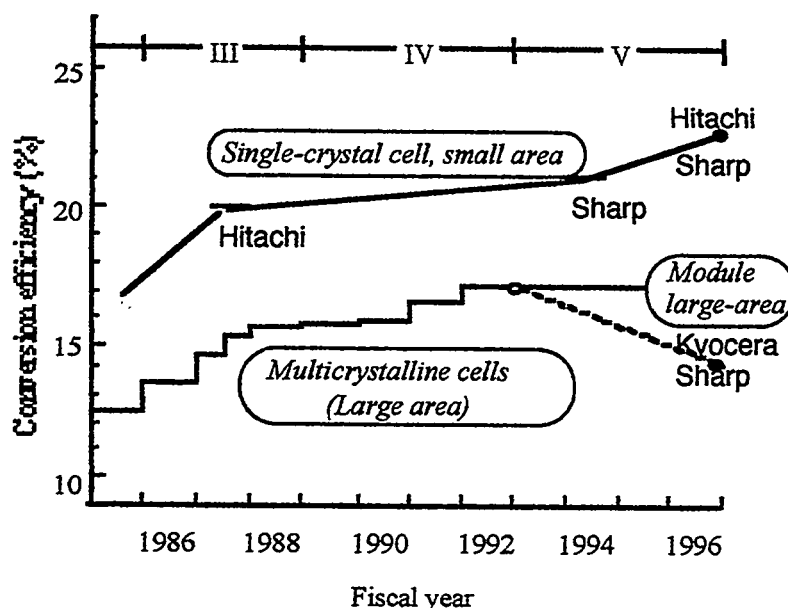 III IV V
25
Hitachi
Single-crystal cell, small area
Sharp
20
Hitachi
Sharp
Module
large-area
15
Kyocera
Multicrystalline cells
Sharp
(Large area)
10
Conversion efficiency (%)
1986 1988 1990 1992 1994 1996
Fiscal year